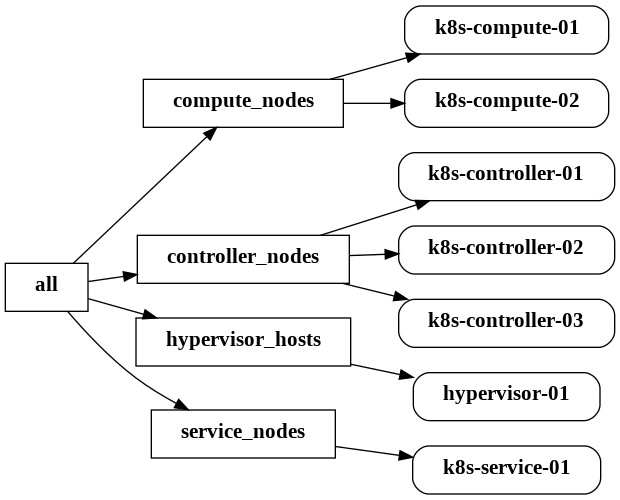 all
compute_nodes
k8s-compute-01
k8s-compute-02
controller_nodes
k8s-controller-01
k8s-controller-02
k8s-controller-03
hypervisor_hosts
hypervisor-01
service_nodes
k8s-service-01